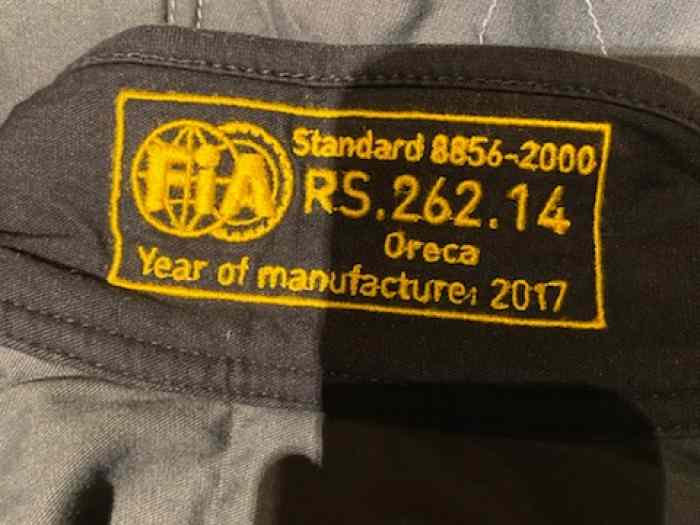 FiA
Standard 8856-2000
RS.262.14
Oreca
Year of manufacture: 2017